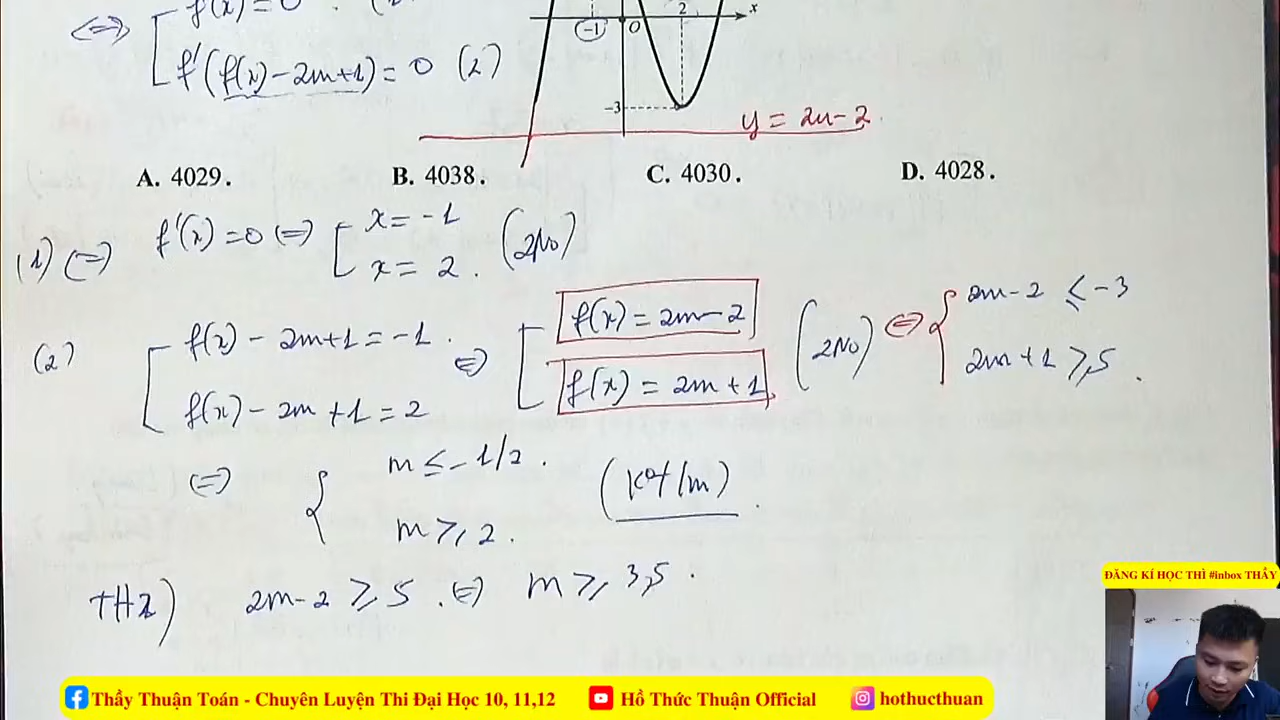 f(x) = 0
⇔ [ f'(f(x) - 2m+1) = 0 (2)
-1 O 2 x
-3
y = 2m - 2
A. 4029. B. 4038. C. 4030. D. 4028.
(1) ⇔ f'(x) = 0 ⇔ [ x = -1
x = 2. (2No)
(2) [ f(x) - 2m+1 = -1.
f(x) - 2m + 1 = 2
⇔ [ f(x) = 2m - 2
f(x) = 2m + 1, (2No)
⇔ { 2m - 2 ≤ -3
2m + 1 ≥ 5.
⇔ { m ≤ -1/2.
m ≥ 2. (Kot/m).
TH2) 2m - 2 ≥ 5. ⇔ m ≥ 3,5.
ĐĂNG KÍ HỌC THÌ #inbox THẦY
Thầy Thuận Toán - Chuyên Luyện Thi Đại Học 10, 11,12
Hồ Thức Thuận Official
hothucthuan